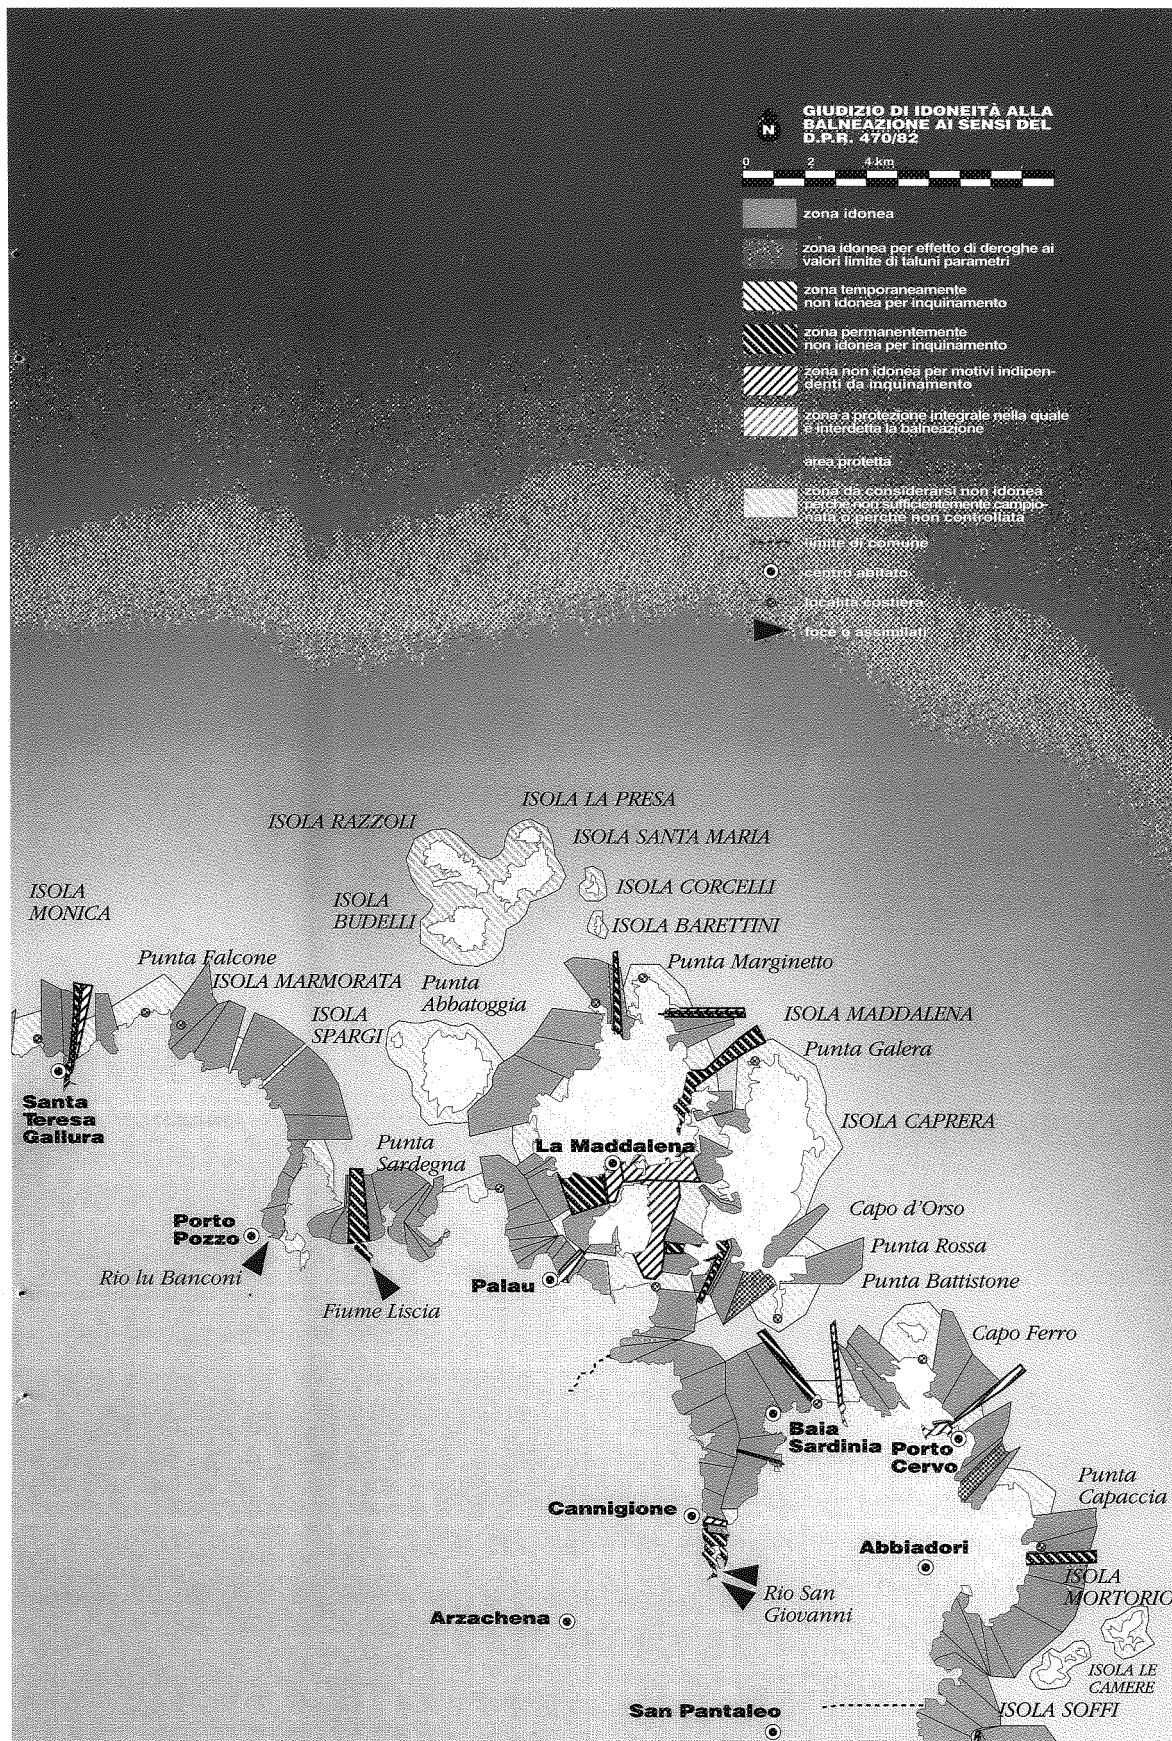 GIUDIZIO DI IDONEITÀ ALLA
BALNEAZIONE AI SENSI DEL
D.P.R. 470/82
N
0 2 4 km
zona idonea
zona idonea per effetto di deroghe ai
valori limite di taluni parametri
zona temporaneamente
non idonea per inquinamento
zona permanentemente
non idonea per inquinamento
zona non idonea per motivi indipen-
denti da inquinamento
zona a protezione integrale nella quale
è interdetta la balneazione
area protetta
zona da considerarsi non idonea
perchè non sufficientemente campio-
nata o perchè non controllata
limite di comune
centro abitato
località costiera
foce o assimilati
ISOLA LA PRESA
ISOLA RAZZOLI
ISOLA SANTA MARIA
ISOLA
MONICA
ISOLA CORCELLI
ISOLA
BUDELLI
ISOLA BARETTINI
Punta Falcone
Punta Marginetto
ISOLA MARMORATA
Punta
Abbatoggia
ISOLA
SPARGI
ISOLA MADDALENA
Punta Galera
Santa
Teresa
Gallura
ISOLA CAPRERA
Punta
Sardegna
La Maddalena
Capo d'Orso
Porto
Pozzo
Punta Rossa
Rio lu Banconi
Palau
Punta Battistone
Fiume Liscia
Capo Ferro
Baia
Sardinia
Porto
Cervo
Punta
Capaccia
Cannigione
Abbiadori
ISOLA
MORTORIO
Rio San
Giovanni
Arzachena
ISOLA LE
CAMERE
San Pantaleo
ISOLA SOFFI